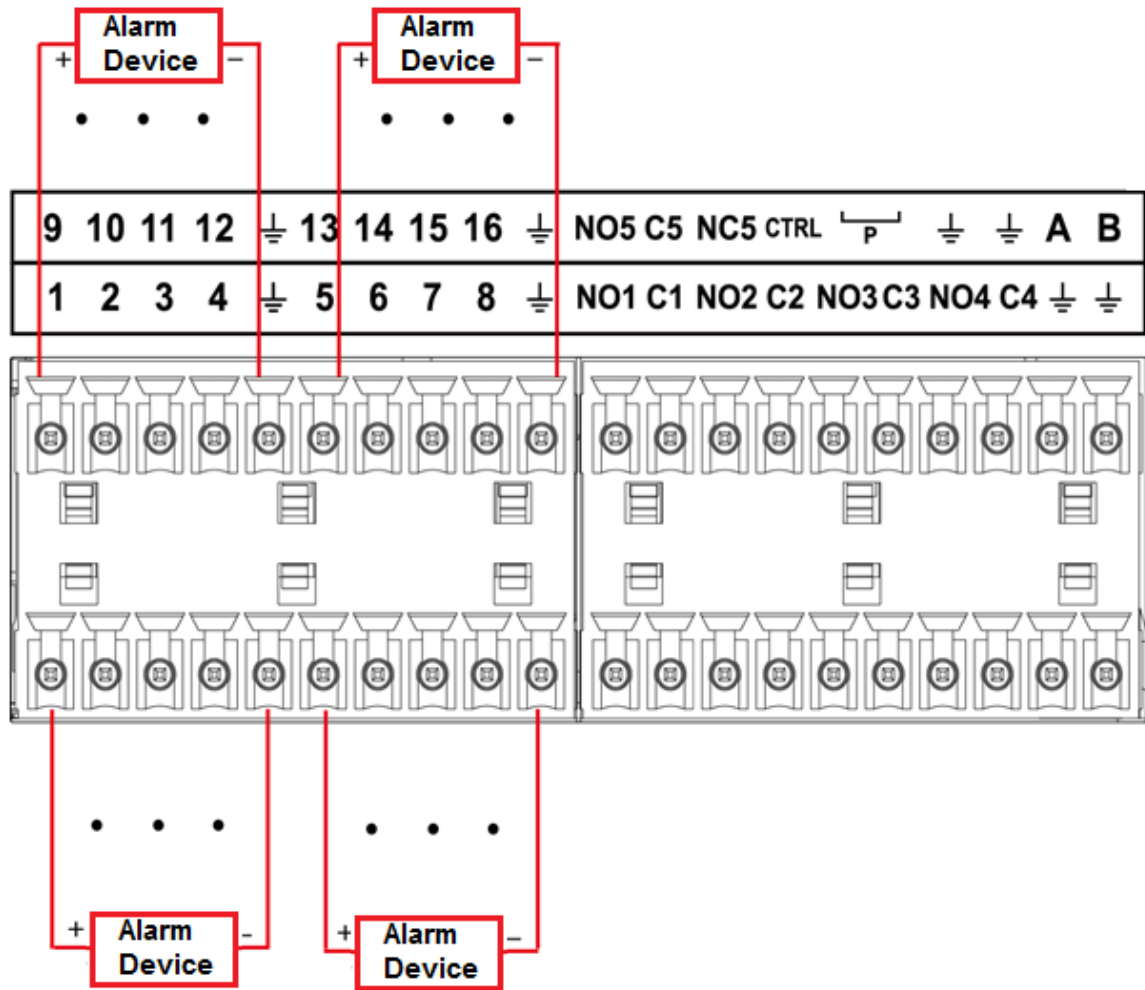 Alarm Alarm
+ Device − + Device −
9 10 11 12 ⏚ 13 14 15 16 ⏚ NO5 C5 NC5 CTRL P ⏚ ⏚ A B
1 2 3 4 ⏚ 5 6 7 8 ⏚ NO1 C1 NO2 C2 NO3 C3 NO4 C4 ⏚ ⏚
+ Alarm - + Alarm −
Device Device